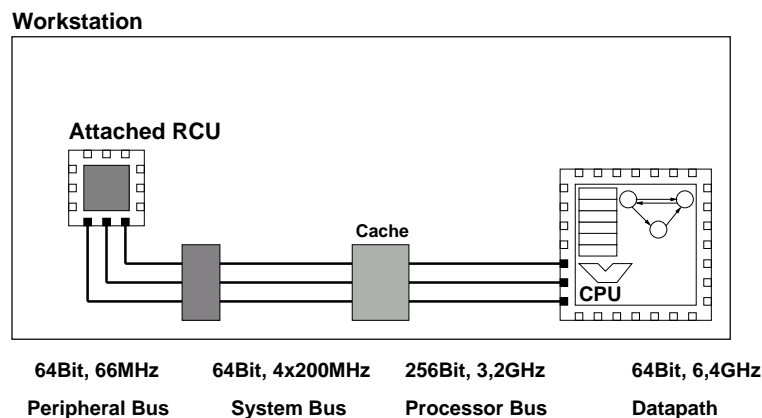 Workstation
Attached RCU
Cache
CPU
64Bit, 66MHz 64Bit, 4x200MHz 256Bit, 3,2GHz 64Bit, 6,4GHz
Peripheral Bus System Bus Processor Bus Datapath